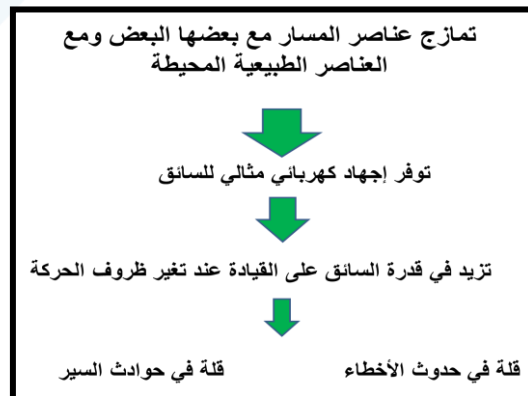 تمازج عناصر المسار مع بعضها البعض ومع
العناصر الطبيعية المحيطة
توفر إجهاد كهربائي مثالي للسائق
تزيد في قدرة السائق على القيادة عند تغير ظروف الحركة
قلة في حدوث الأخطاء
قلة في حوادث السير